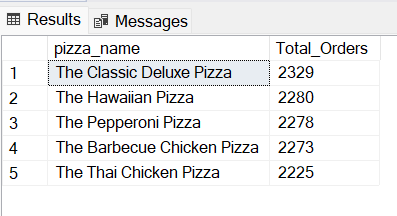 Results Messages
pizza_name Total_Orders
1 The Classic Deluxe Pizza 2329
2 The Hawaiian Pizza 2280
3 The Pepperoni Pizza 2278
4 The Barbecue Chicken Pizza 2273
5 The Thai Chicken Pizza 2225